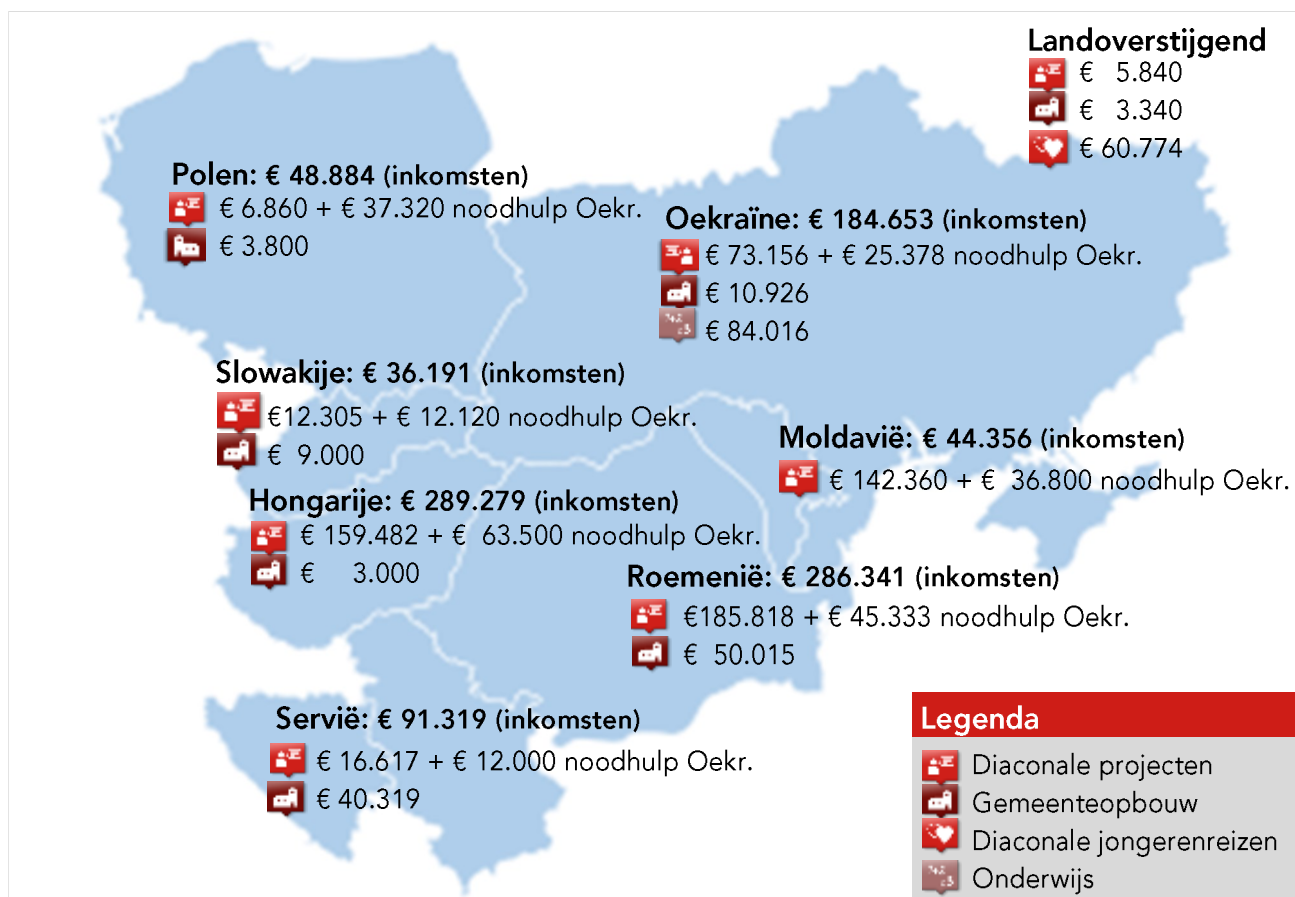 Landoverstijgend
€ 5.840
€ 3.340
€ 60.774
Polen: € 48.884 (inkomsten)
€ 6.860 + € 37.320 noodhulp Oekr.
€ 3.800
Oekraïne: € 184.653 (inkomsten)
€ 73.156 + € 25.378 noodhulp Oekr.
€ 10.926
€ 84.016
Slowakije: € 36.191 (inkomsten)
€12.305 + € 12.120 noodhulp Oekr.
€ 9.000
Moldavië: € 44.356 (inkomsten)
€ 142.360 + € 36.800 noodhulp Oekr.
Hongarije: € 289.279 (inkomsten)
€ 159.482 + € 63.500 noodhulp Oekr.
€ 3.000
Roemenië: € 286.341 (inkomsten)
€185.818 + € 45.333 noodhulp Oekr.
€ 50.015
Servië: € 91.319 (inkomsten)
€ 16.617 + € 12.000 noodhulp Oekr.
€ 40.319
Legenda
Diaconale projecten
Gemeenteopbouw
Diaconale jongerenreizen
Onderwijs